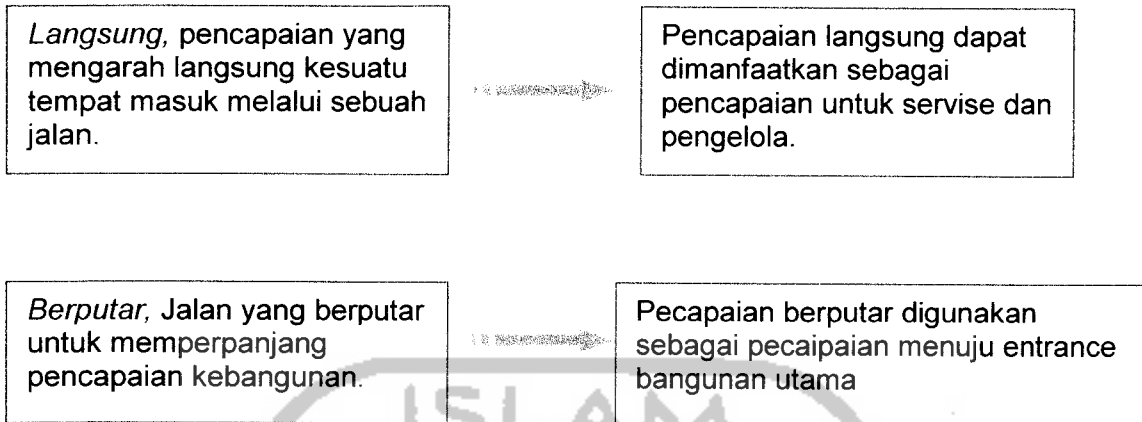 Langsung, pencapaian yang
mengarah langsung kesuatu
tempat masuk melalui sebuah
jalan.
Pencapaian langsung dapat
dimanfaatkan sebagai
pencapaian untuk servise dan
pengelola.
Berputar, Jalan yang berputar
untuk memperpanjang
pencapaian kebangunan.
Pecapaian berputar digunakan
sebagai pecaipaian menuju entrance
bangunan utama
ISLAM